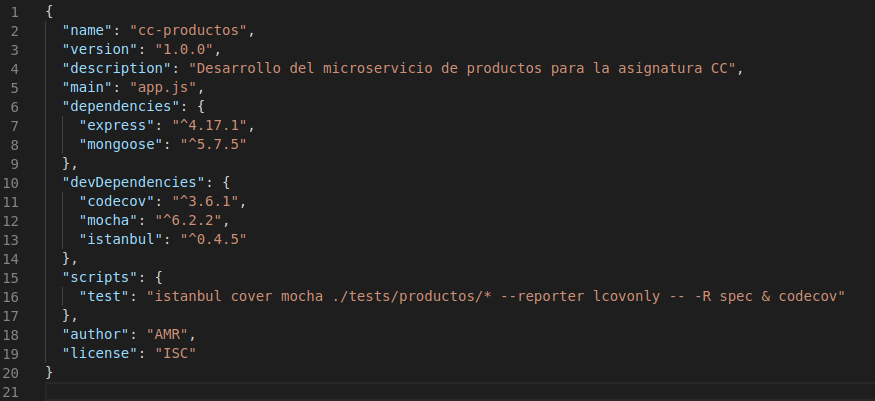 1 {
2   "name": "cc-productos",
3   "version": "1.0.0",
4   "description": "Desarrollo del microservicio de productos para la asignatura CC",
5   "main": "app.js",
6   "dependencies": {
7     "express": "^4.17.1",
8     "mongoose": "^5.7.5"
9   },
10   "devDependencies": {
11     "codecov": "^3.6.1",
12     "mocha": "^6.2.2",
13     "istanbul": "^0.4.5"
14   },
15   "scripts": {
16     "test": "istanbul cover mocha ./tests/productos/* --reporter lcovonly -- -R spec & codecov"
17   },
18   "author": "AMR",
19   "license": "ISC"
20 }
21